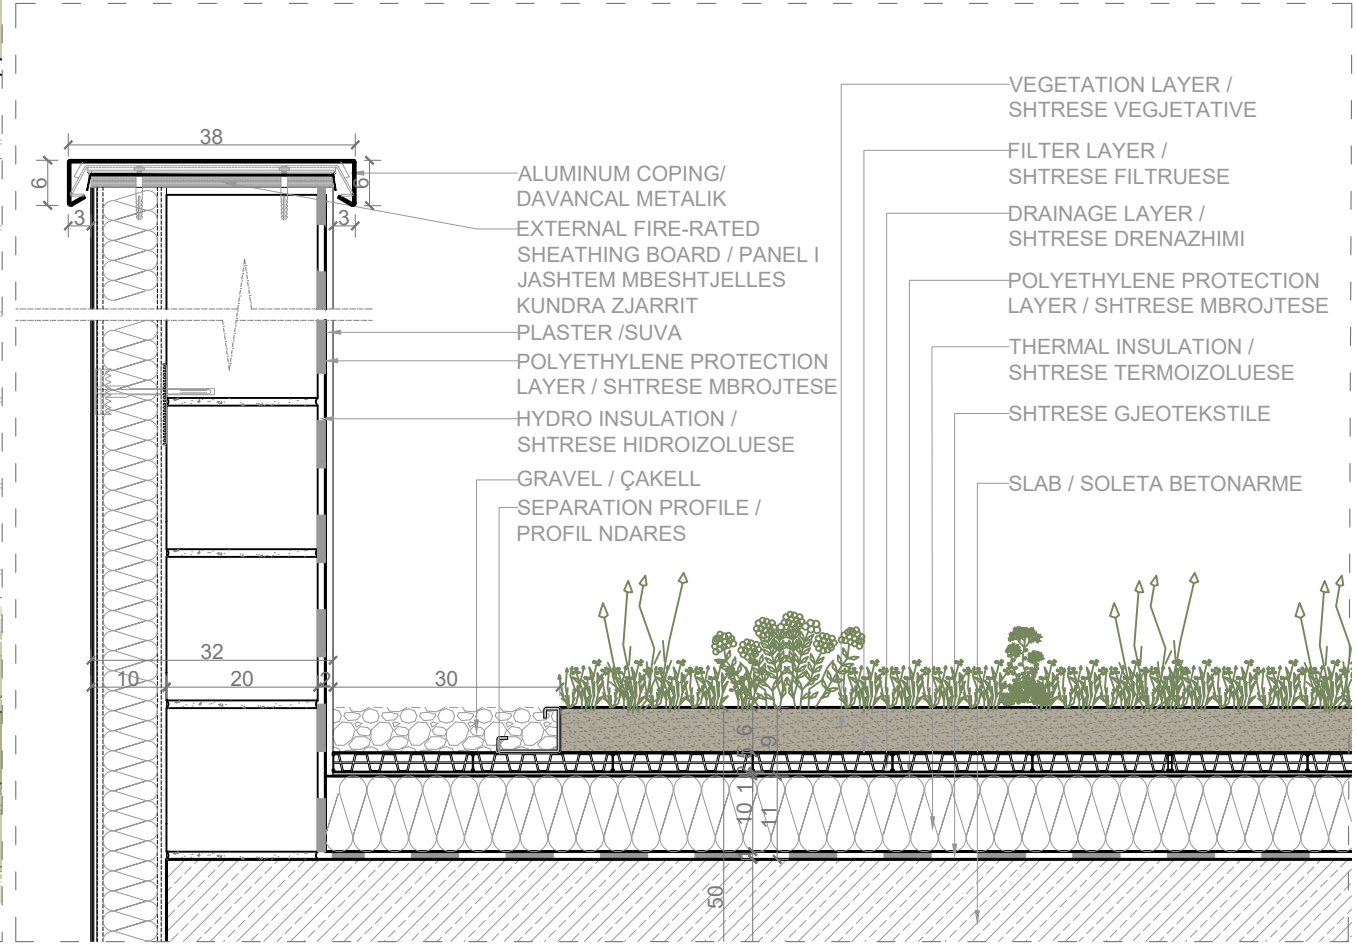 38
6
6
3
3
ALUMINUM COPING/
DAVANCAL METALIK
EXTERNAL FIRE-RATED
SHEATHING BOARD / PANEL I
JASHTEM MBESHTJELLES
KUNDRA ZJARRIT
PLASTER /SUVA
POLYETHYLENE PROTECTION
LAYER / SHTRESE MBROJTESE
HYDRO INSULATION /
SHTRESE HIDROIZOLUESE
GRAVEL / ÇAKELL
SEPARATION PROFILE /
PROFIL NDARES
VEGETATION LAYER /
SHTRESE VEGJETATIVE
FILTER LAYER /
SHTRESE FILTRUESE
DRAINAGE LAYER /
SHTRESE DRENAZHIMI
POLYETHYLENE PROTECTION
LAYER / SHTRESE MBROJTESE
THERMAL INSULATION /
SHTRESE TERMOIZOLUESE
SHTRESE GJEOTEKSTILE
SLAB / SOLETA BETONARME
32
10
20
2
30
6
9
10
11
50